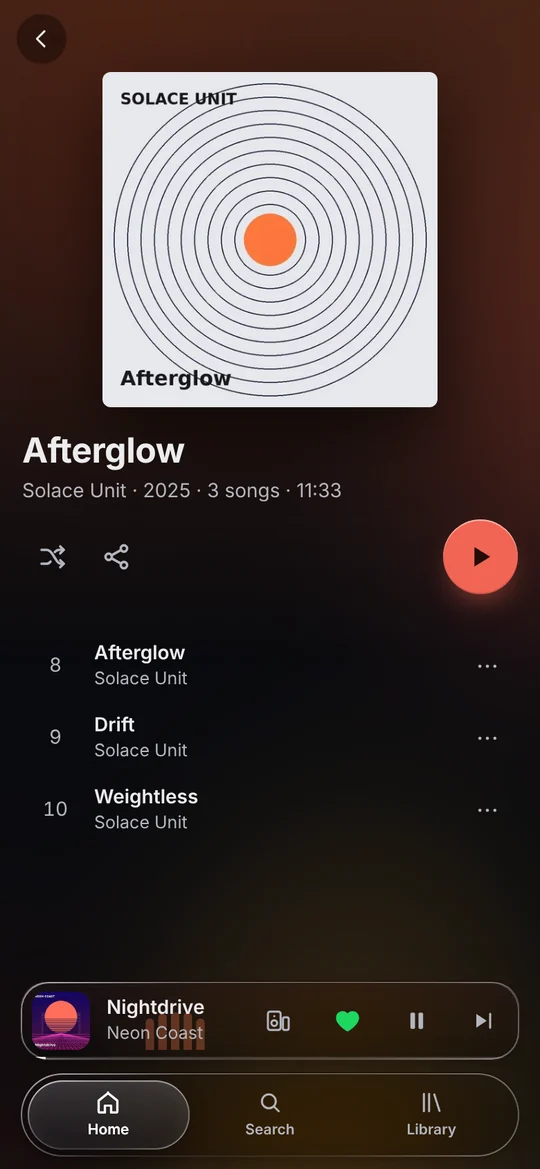 SOLACE UNIT
Afterglow
Afterglow
Solace Unit · 2025 · 3 songs · 11:33
8
Afterglow
Solace Unit
9
Drift
Solace Unit
10
Weightless
Solace Unit
Nightdrive
Neon Coast
Home
Search
Library